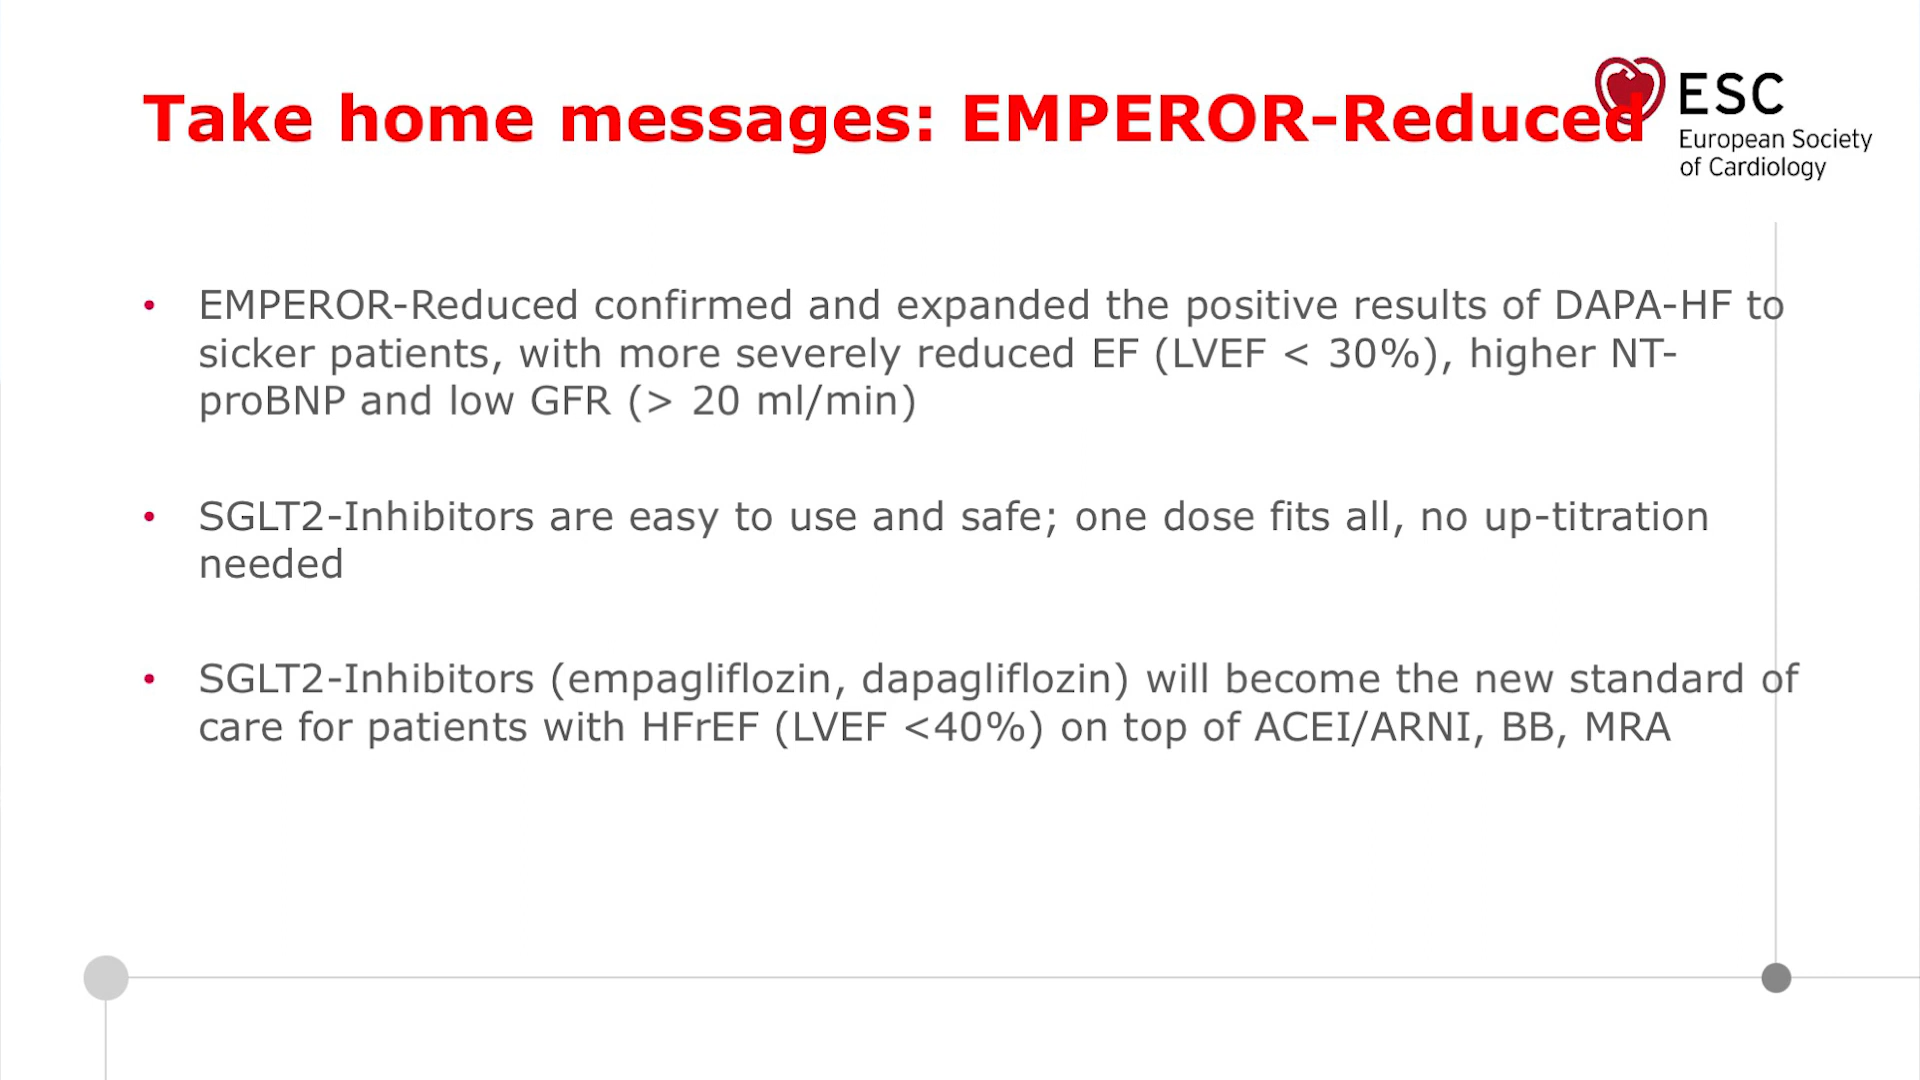 Take home messages: EMPEROR-Reduced
ESC
European Society
of Cardiology
• EMPEROR-Reduced confirmed and expanded the positive results of DAPA-HF to
sicker patients, with more severely reduced EF (LVEF < 30%), higher NT-
proBNP and low GFR (> 20 ml/min)
• SGLT2-Inhibitors are easy to use and safe; one dose fits all, no up-titration
needed
• SGLT2-Inhibitors (empagliflozin, dapagliflozin) will become the new standard of
care for patients with HFrEF (LVEF <40%) on top of ACEI/ARNI, BB, MRA